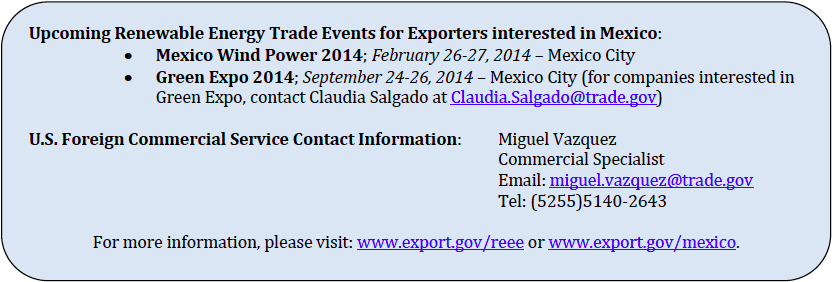 Upcoming Renewable Energy Trade Events for Exporters interested in Mexico:
• Mexico Wind Power 2014; February 26-27, 2014 – Mexico City
• Green Expo 2014; September 24-26, 2014 – Mexico City (for companies interested in
Green Expo, contact Claudia Salgado at Claudia.Salgado@trade.gov)
U.S. Foreign Commercial Service Contact Information: Miguel Vazquez
Commercial Specialist
Email: miguel.vazquez@trade.gov
Tel: (5255)5140-2643
For more information, please visit: www.export.gov/reee or www.export.gov/mexico.